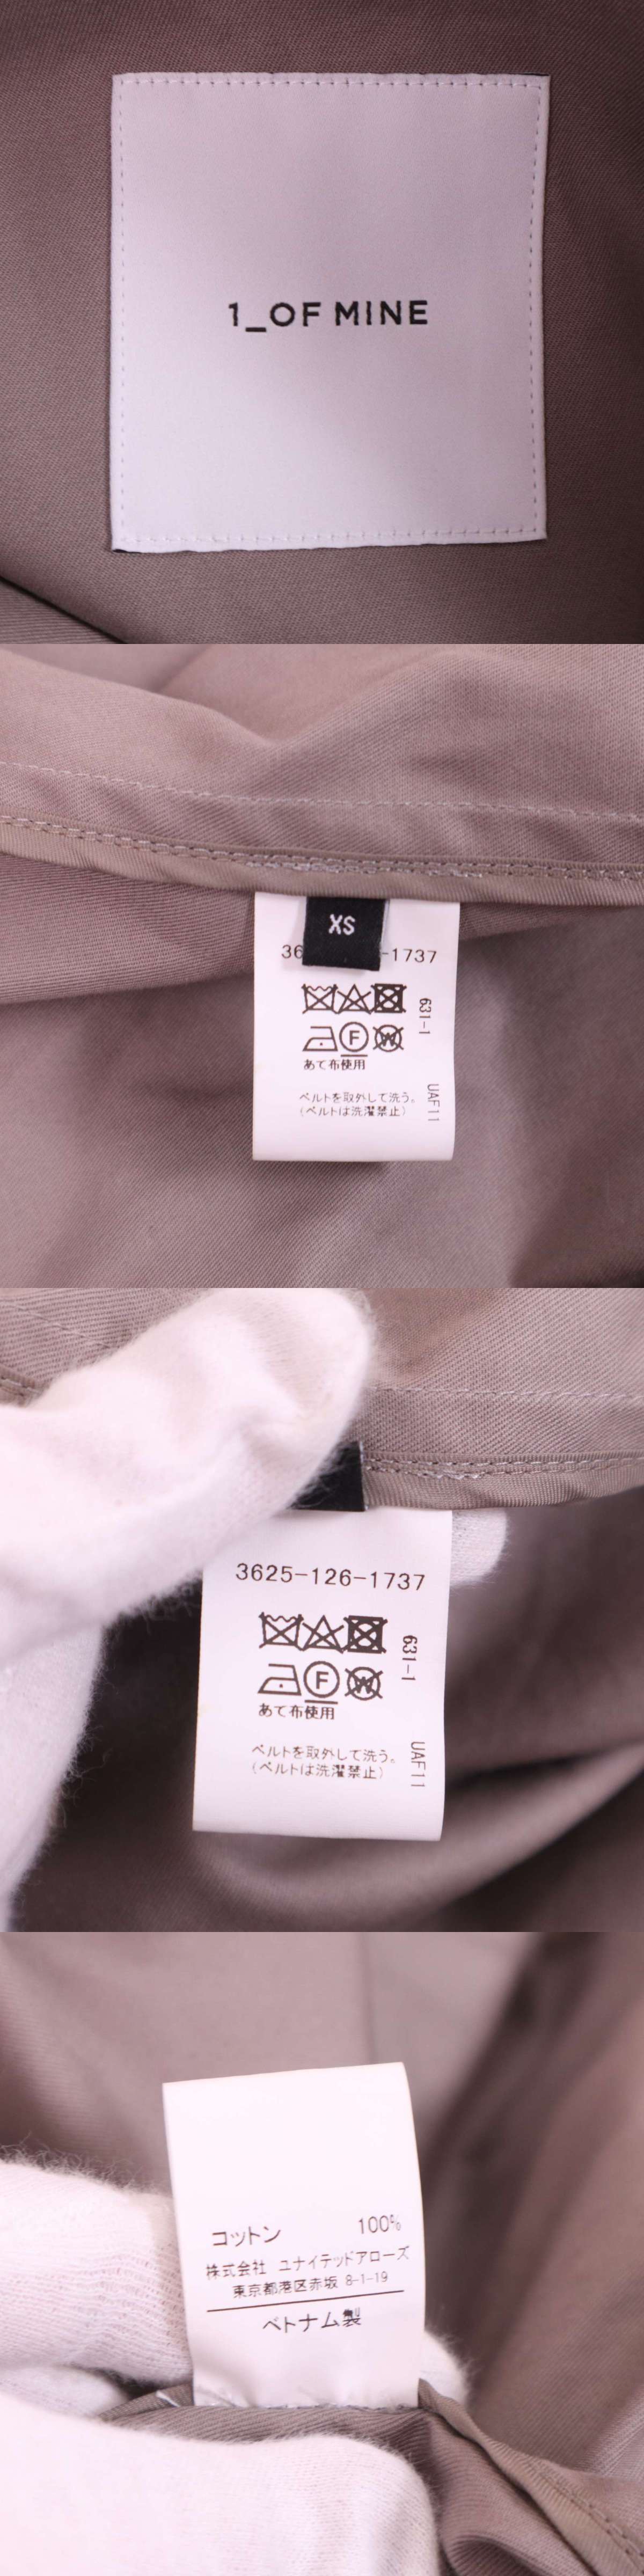 1_OF MINE
XS
36 -1737
F W
あて布使用
ベルトを取外して洗う。
(ベルトは洗濯禁止)
631-1
UAF11
3625-126-1737
F W
あて布使用
ベルトを取外して洗う。
(ベルトは洗濯禁止)
631-1
UAF11
コットン 100%
株式会社 ユナイテッドアローズ
東京都港区赤坂 8-1-19
ベトナム製